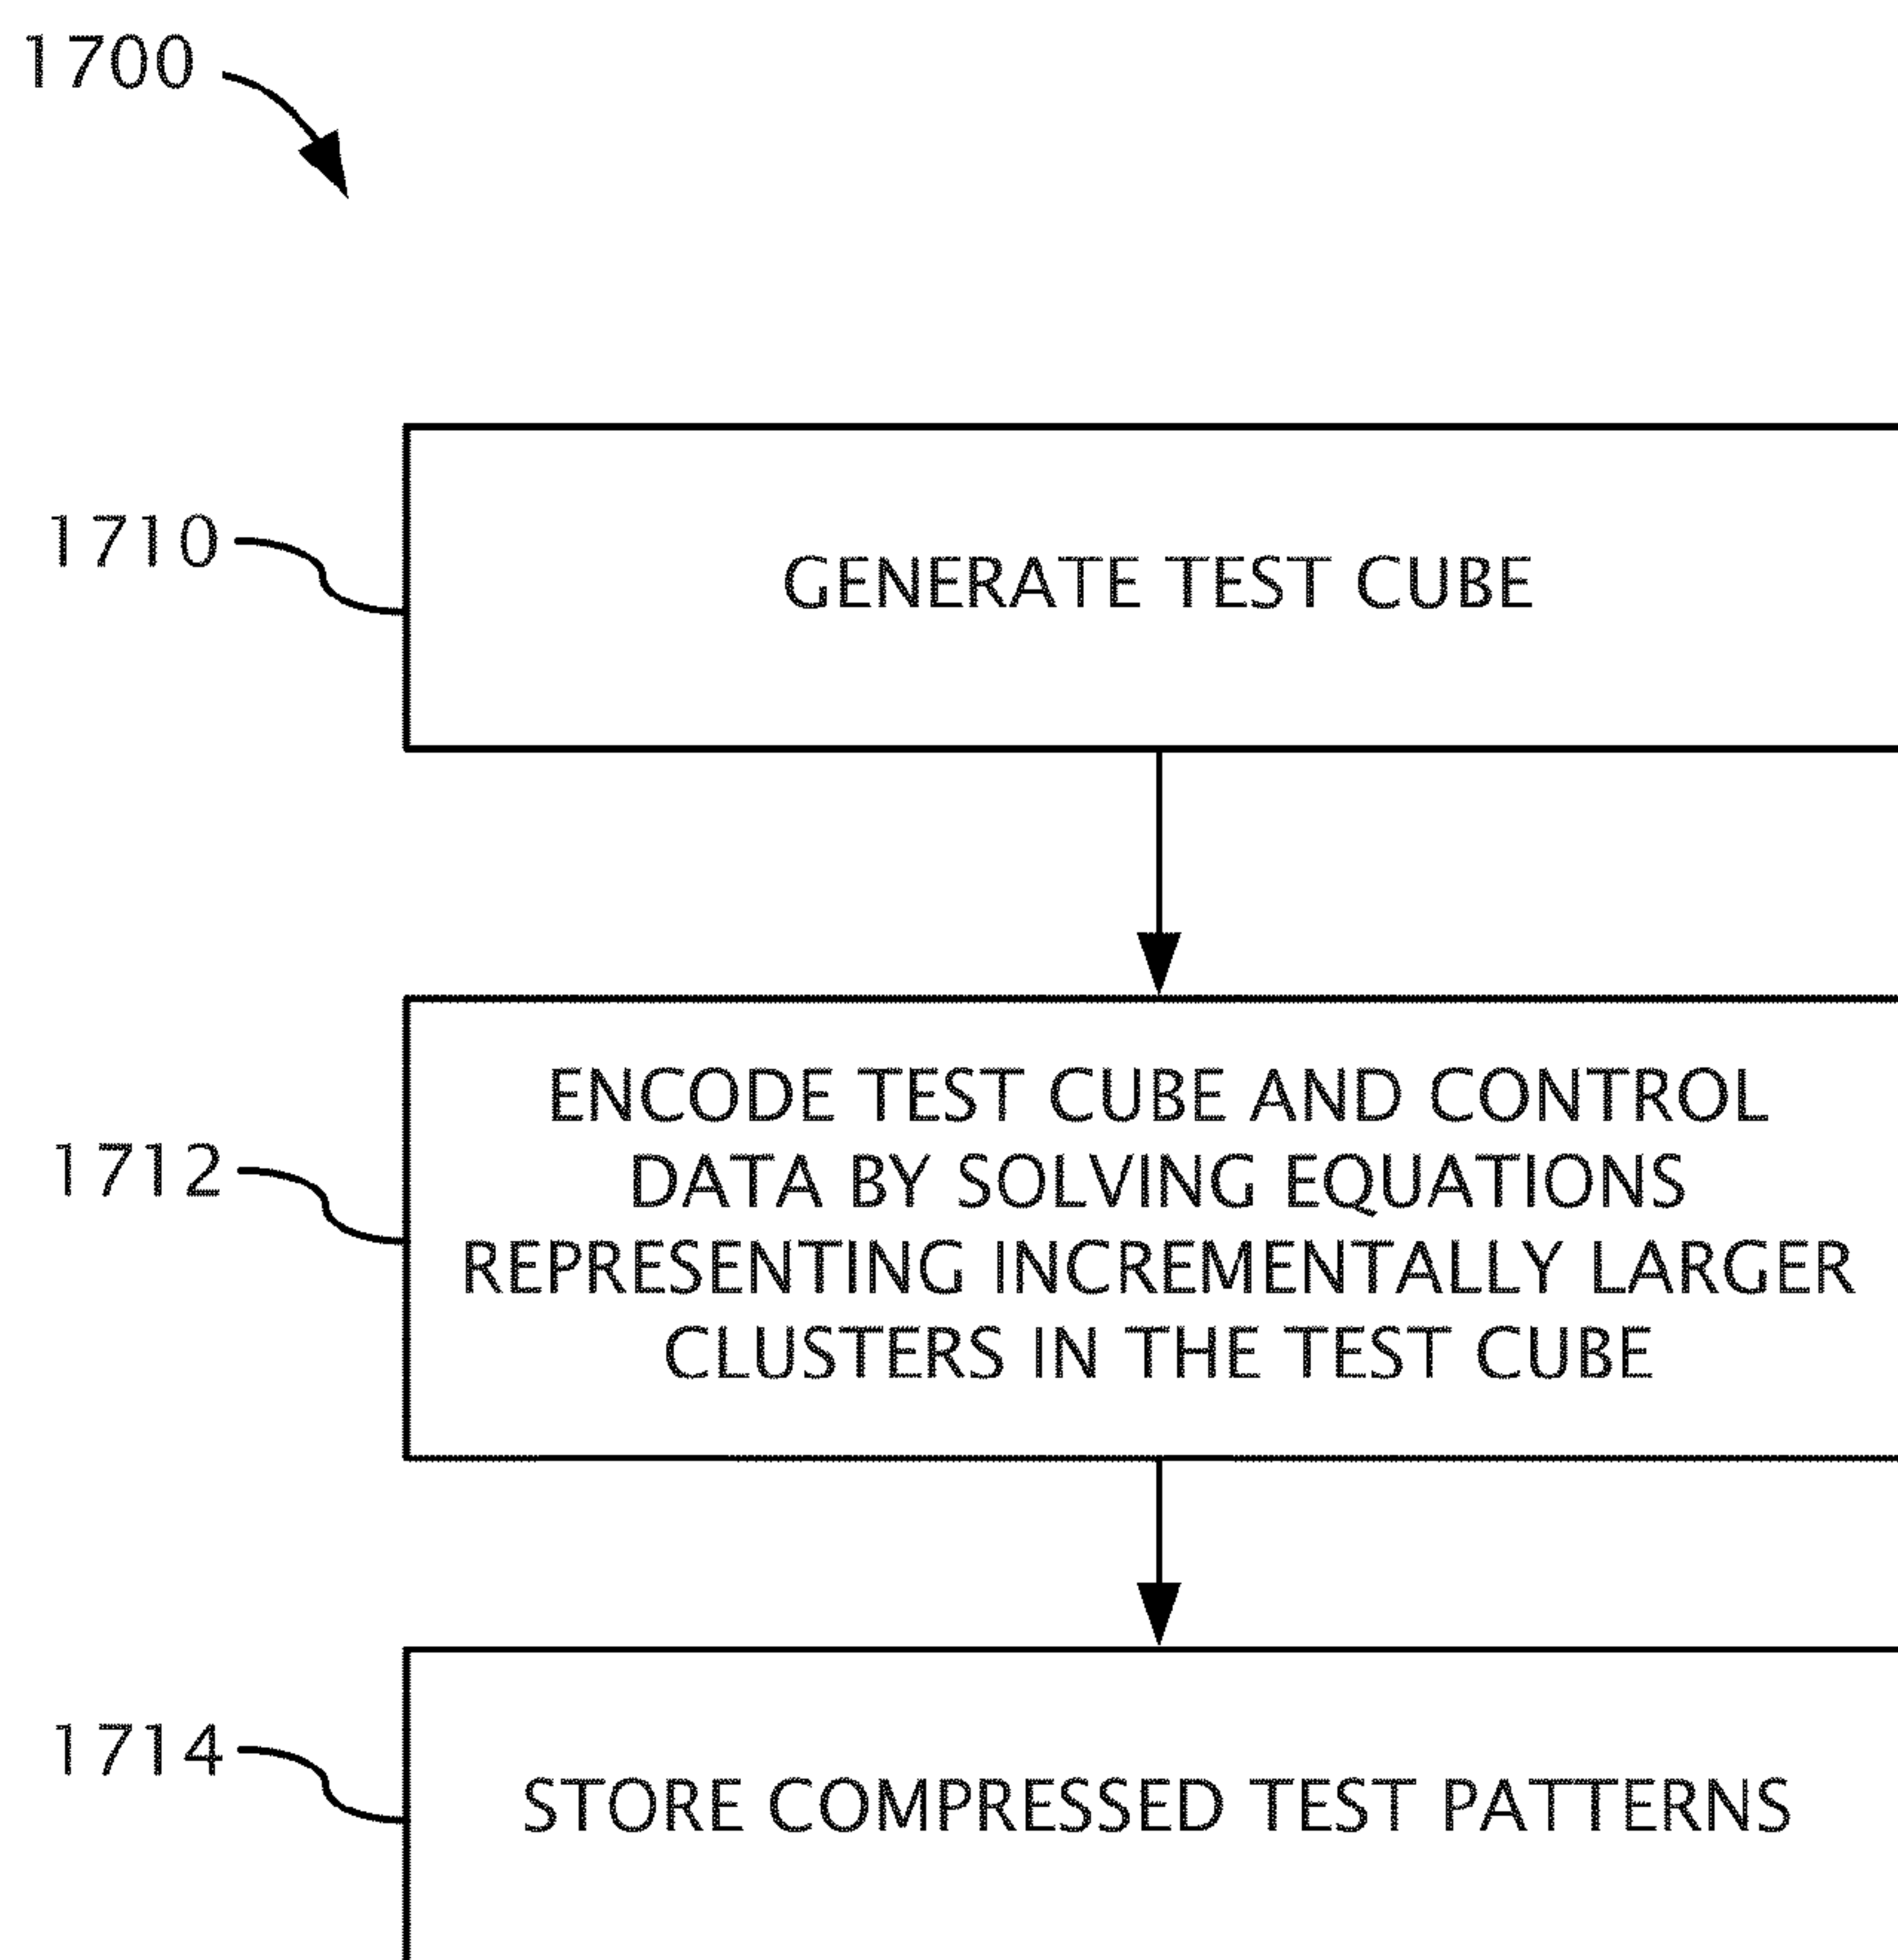 1700
1710
GENERATE TEST CUBE
1712
ENCODE TEST CUBE AND CONTROL
DATA BY SOLVING EQUATIONS
REPRESENTING INCREMENTALLY LARGER
CLUSTERS IN THE TEST CUBE
1714
STORE COMPRESSED TEST PATTERNS